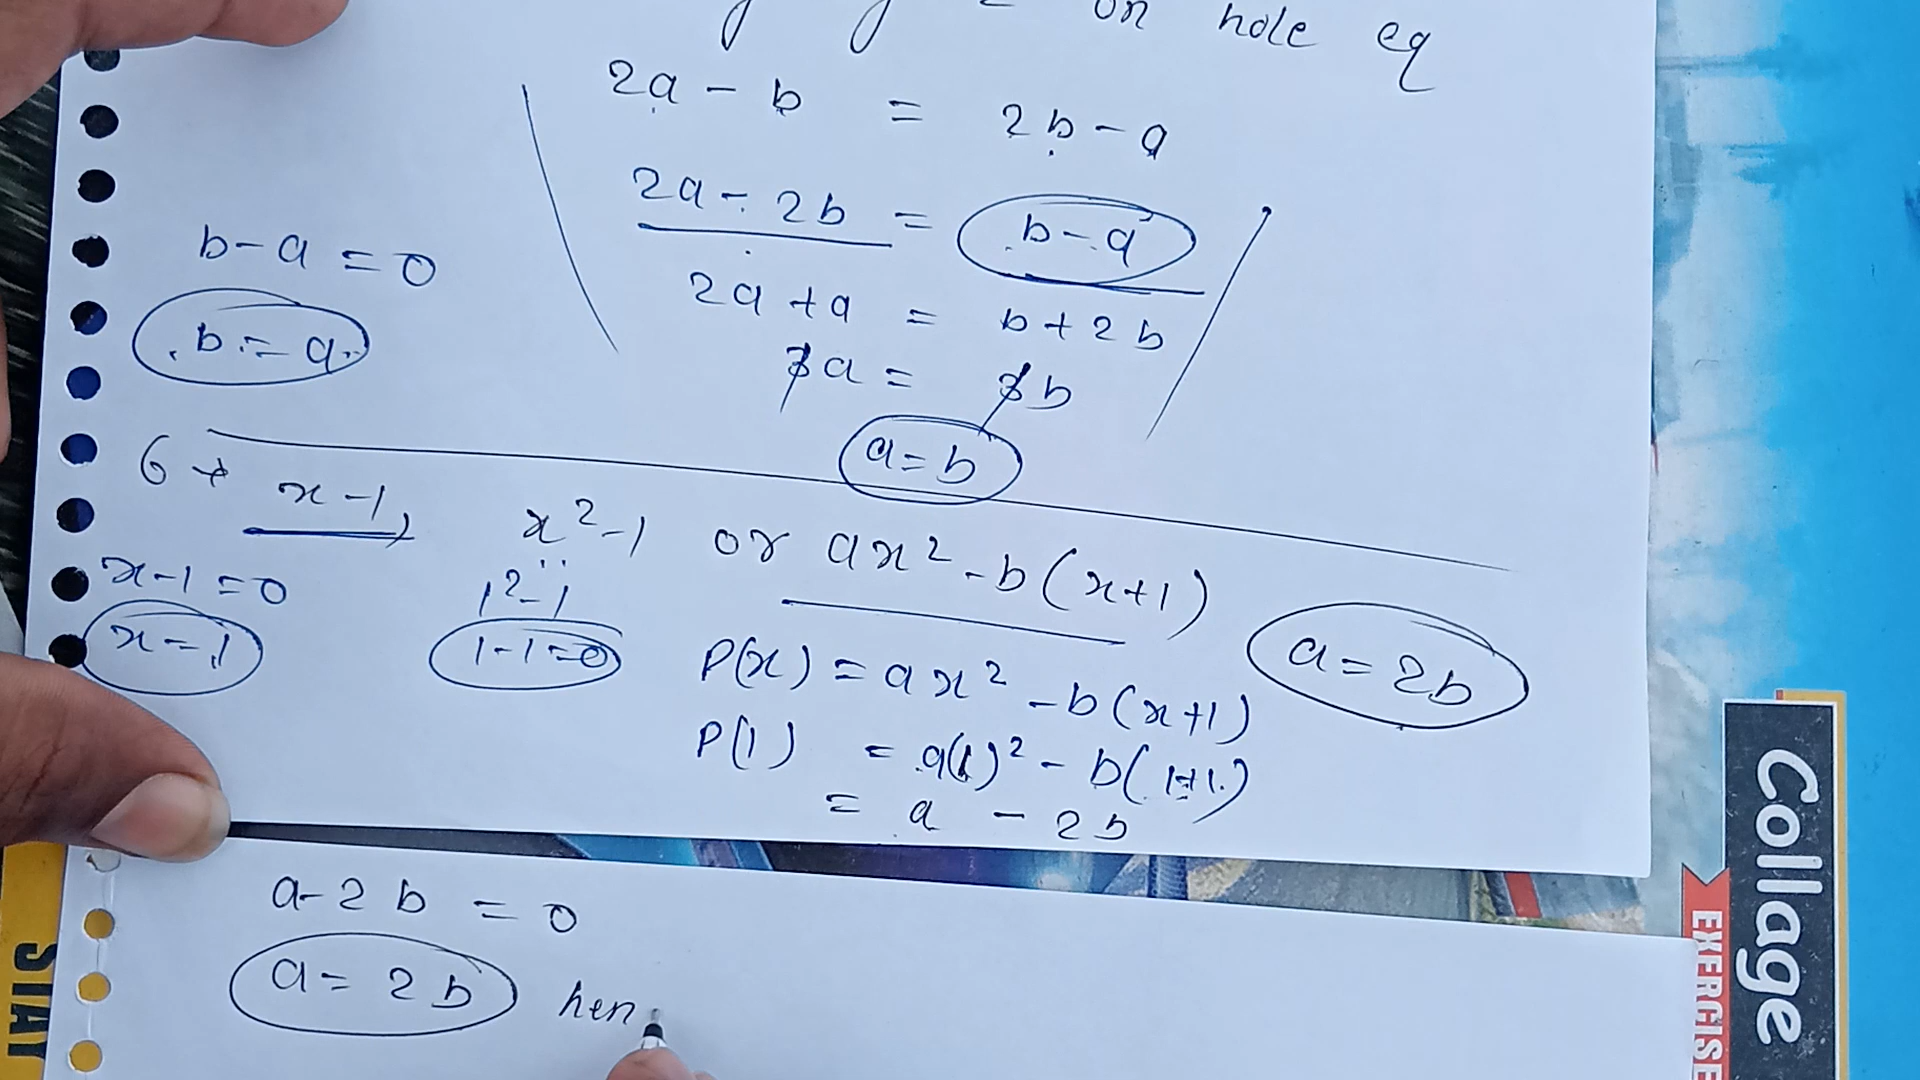 on hole eq
2a - b = 2b - a
2a - 2b = b - a
b - a = 0
2a + a = b + 2b
b = a
3a = 3b
a = b
6 → x - 1, x² - 1 or ax² - b(x+1)
x - 1 = 0
1² - 1
x = 1
1 - 1 = 0
a = 2b
P(x) = ax² - b(x+1)
P(1) = a(1)² - b(1+1)
= a - 2b
a - 2b = 0
a = 2b hen
Collage
EXERCISE
STAY